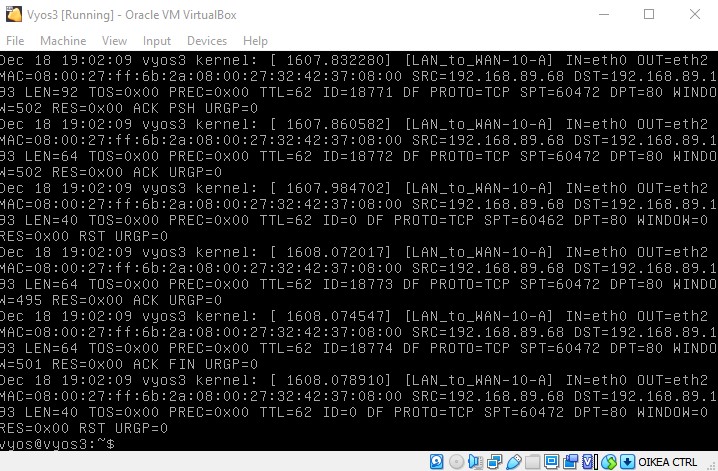 Vyos3 [Running] - Oracle VM VirtualBox
File Machine View Input Devices Help
Dec 18 19:02:09 vyos3 kernel: [ 1607.832280] [LAN_to_WAN-10-A] IN=eth0 OUT=eth2
MAC=08:00:27:ff:6b:2a:08:00:27:32:42:37:08:00 SRC=192.168.89.68 DST=192.168.89.1
93 LEN=92 TOS=0x00 PREC=0x00 TTL=62 ID=18771 DF PROTO=TCP SPT=60472 DPT=80 WINDO
W=502 RES=0x00 ACK PSH URGP=0
Dec 18 19:02:09 vyos3 kernel: [ 1607.860582] [LAN_to_WAN-10-A] IN=eth0 OUT=eth2
MAC=08:00:27:ff:6b:2a:08:00:27:32:42:37:08:00 SRC=192.168.89.68 DST=192.168.89.1
93 LEN=64 TOS=0x00 PREC=0x00 TTL=62 ID=18772 DF PROTO=TCP SPT=60472 DPT=80 WINDO
W=502 RES=0x00 ACK URGP=0
Dec 18 19:02:09 vyos3 kernel: [ 1607.984702] [LAN_to_WAN-10-A] IN=eth0 OUT=eth2
MAC=08:00:27:ff:6b:2a:08:00:27:32:42:37:08:00 SRC=192.168.89.68 DST=192.168.89.1
93 LEN=40 TOS=0x00 PREC=0x00 TTL=62 ID=0 DF PROTO=TCP SPT=60462 DPT=80 WINDOW=0
RES=0x00 RST URGP=0
Dec 18 19:02:09 vyos3 kernel: [ 1608.072017] [LAN_to_WAN-10-A] IN=eth0 OUT=eth2
MAC=08:00:27:ff:6b:2a:08:00:27:32:42:37:08:00 SRC=192.168.89.68 DST=192.168.89.1
93 LEN=64 TOS=0x00 PREC=0x00 TTL=62 ID=18773 DF PROTO=TCP SPT=60472 DPT=80 WINDO
W=495 RES=0x00 ACK URGP=0
Dec 18 19:02:09 vyos3 kernel: [ 1608.074547] [LAN_to_WAN-10-A] IN=eth0 OUT=eth2
MAC=08:00:27:ff:6b:2a:08:00:27:32:42:37:08:00 SRC=192.168.89.68 DST=192.168.89.1
93 LEN=64 TOS=0x00 PREC=0x00 TTL=62 ID=18774 DF PROTO=TCP SPT=60472 DPT=80 WINDO
W=501 RES=0x00 ACK FIN URGP=0
Dec 18 19:02:09 vyos3 kernel: [ 1608.078910] [LAN_to_WAN-10-A] IN=eth0 OUT=eth2
MAC=08:00:27:ff:6b:2a:08:00:27:32:42:37:08:00 SRC=192.168.89.68 DST=192.168.89.1
93 LEN=40 TOS=0x00 PREC=0x00 TTL=62 ID=0 DF PROTO=TCP SPT=60472 DPT=80 WINDOW=0
RES=0x00 RST URGP=0
vyos@vyos3:~$
OIKEA CTRL